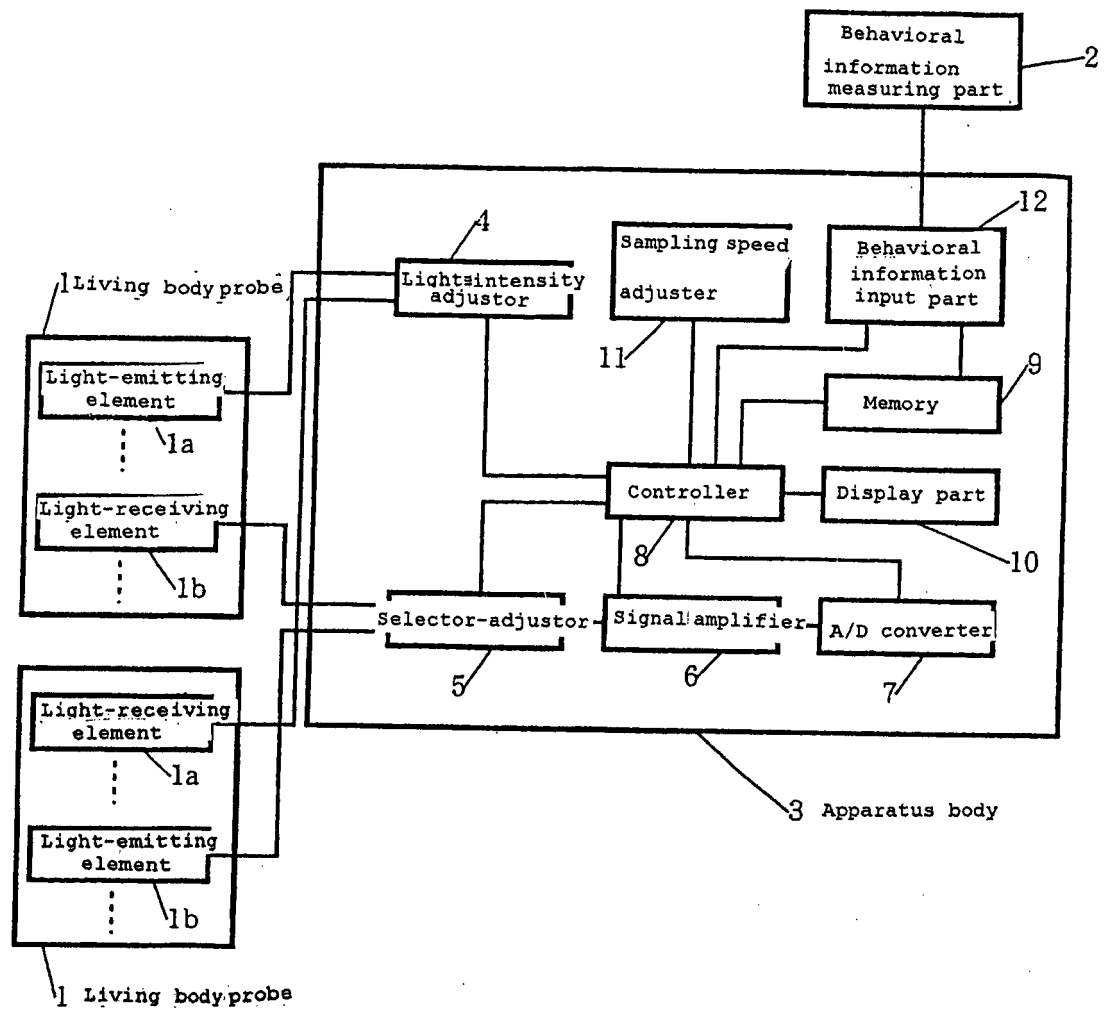 Behavioral
information
measuring part
2
12
4
Sampling speed
adjuster
Behavioral
information
input part
Light intensity
adjustor
1 Living body probe
11
9
Light-emitting
element
Memory
1a
Light-receiving
element
Controller
Display part
8
10
1b
Selector-adjustor
Signal amplifier
A/D converter
5
6
7
Light-receiving
element
1a
3 Apparatus body
Light-emitting
element
1b
1 Living body probe